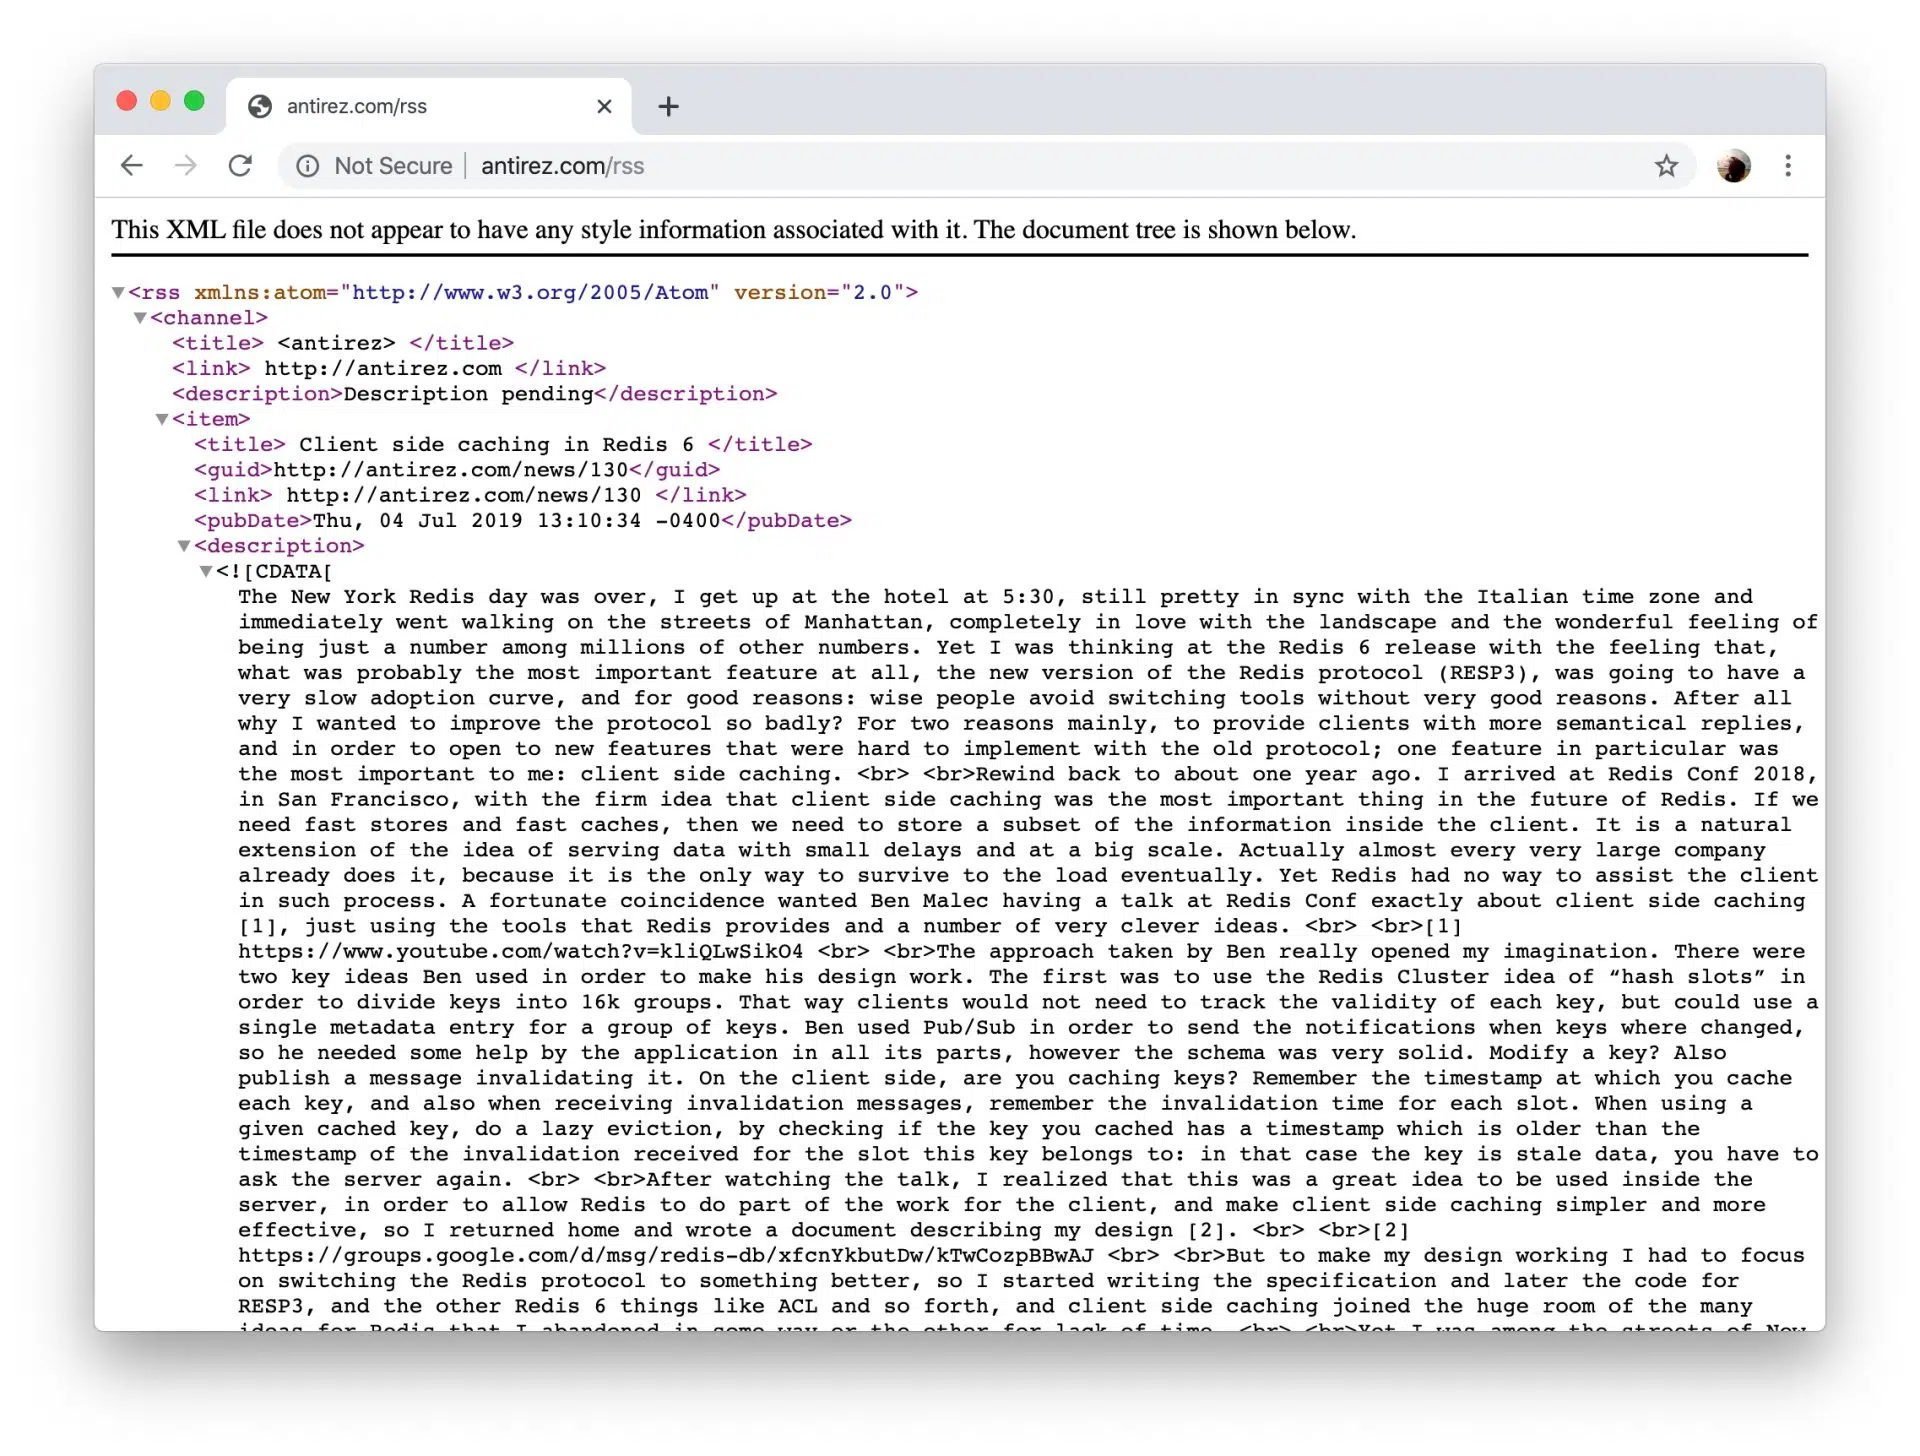 antirez.com/rss
Not Secure | antirez.com/rss
This XML file does not appear to have any style information associated with it. The document tree is shown below.
<rss xmlns:atom="http://www.w3.org/2005/Atom" version="2.0">
<channel>
<title> <antirez> </title>
<link> http://antirez.com </link>
<description>Description pending</description>
<item>
<title> Client side caching in Redis 6 </title>
<guid>http://antirez.com/news/130</guid>
<link> http://antirez.com/news/130 </link>
<pubDate>Thu, 04 Jul 2019 13:10:34 -0400</pubDate>
<description>
<![CDATA[
The New York Redis day was over, I get up at the hotel at 5:30, still pretty in sync with the Italian time zone and
immediately went walking on the streets of Manhattan, completely in love with the landscape and the wonderful feeling of
being just a number among millions of other numbers. Yet I was thinking at the Redis 6 release with the feeling that,
what was probably the most important feature at all, the new version of the Redis protocol (RESP3), was going to have a
very slow adoption curve, and for good reasons: wise people avoid switching tools without very good reasons. After all
why I wanted to improve the protocol so badly? For two reasons mainly, to provide clients with more semantical replies,
and in order to open to new features that were hard to implement with the old protocol; one feature in particular was
the most important to me: client side caching. <br> <br>Rewind back to about one year ago. I arrived at Redis Conf 2018,
in San Francisco, with the firm idea that client side caching was the most important thing in the future of Redis. If we
need fast stores and fast caches, then we need to store a subset of the information inside the client. It is a natural
extension of the idea of serving data with small delays and at a big scale. Actually almost every very large company
already does it, because it is the only way to survive to the load eventually. Yet Redis had no way to assist the client
in such process. A fortunate coincidence wanted Ben Malec having a talk at Redis Conf exactly about client side caching
[1], just using the tools that Redis provides and a number of very clever ideas. <br> <br>[1]
https://www.youtube.com/watch?v=kliQLwSikO4 <br> <br>The approach taken by Ben really opened my imagination. There were
two key ideas Ben used in order to make his design work. The first was to use the Redis Cluster idea of “hash slots” in
order to divide keys into 16k groups. That way clients would not need to track the validity of each key, but could use a
single metadata entry for a group of keys. Ben used Pub/Sub in order to send the notifications when keys where changed,
so he needed some help by the application in all its parts, however the schema was very solid. Modify a key? Also
publish a message invalidating it. On the client side, are you caching keys? Remember the timestamp at which you cache
each key, and also when receiving invalidation messages, remember the invalidation time for each slot. When using a
given cached key, do a lazy eviction, by checking if the key you cached has a timestamp which is older than the
timestamp of the invalidation received for the slot this key belongs to: in that case the key is stale data, you have to
ask the server again. <br> <br>After watching the talk, I realized that this was a great idea to be used inside the
server, in order to allow Redis to do part of the work for the client, and make client side caching simpler and more
effective, so I returned home and wrote a document describing my design [2]. <br> <br>[2]
https://groups.google.com/d/msg/redis-db/xfcnYkbutDw/kTwCozpBBwAJ <br> <br>But to make my design working I had to focus
on switching the Redis protocol to something better, so I started writing the specification and later the code for
RESP3, and the other Redis 6 things like ACL and so forth, and client side caching joined the huge room of the many
ideas for Redis that I abandoned in some way or the other for lack of time. <br> <br>Yet I was among the streets of New